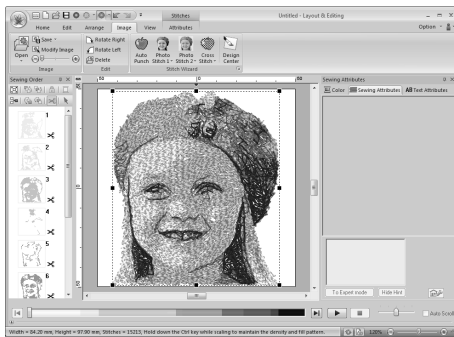 Stitches
Untitled - Layout & Editing
Home Edit Arrange Image View Attributes
Option
Open
Save
Modify Image
Image
Rotate Right
Rotate Left
Delete
Edit
Auto Punch
Photo Stitch 1
Photo Stitch 2
Cross Stitch
Design Center
Stitch Wizard
Sewing Order
1
2
3
4
5
6
50 0 50
Sewing Attributes
Color Sewing Attributes Text Attributes
To Expert mode Hide Hint
Auto Scroll
Width = 84.20 mm, Height = 97.90 mm, Stitches = 15213, Hold down the Ctrl key while scaling to maintain the density and fill pattern.
120%